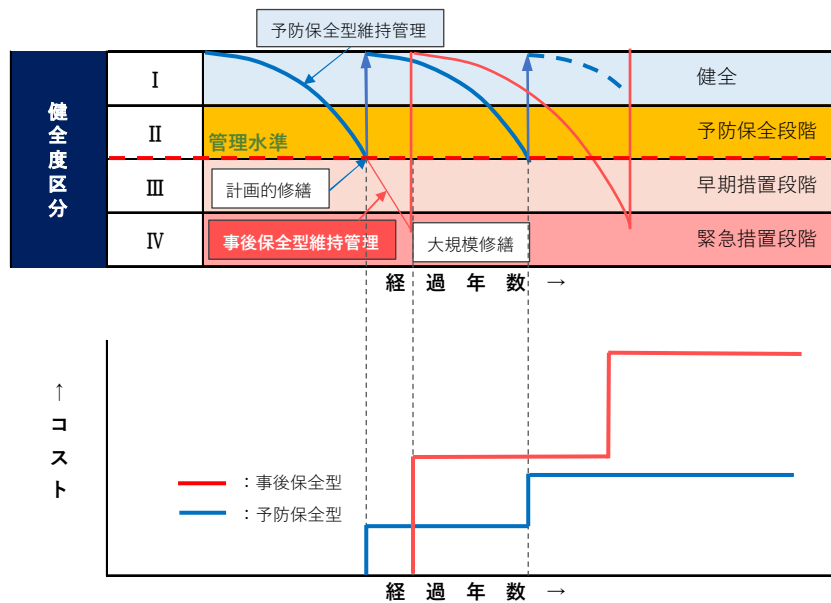 予防保全型維持管理
健全度区分
Ⅰ
健全
Ⅱ
管理水準
予防保全段階
Ⅲ
計画的修繕
早期措置段階
Ⅳ
事後保全型維持管理
大規模修繕
緊急措置段階
経過年数→
↑コスト
：事後保全型
：予防保全型
経過年数→